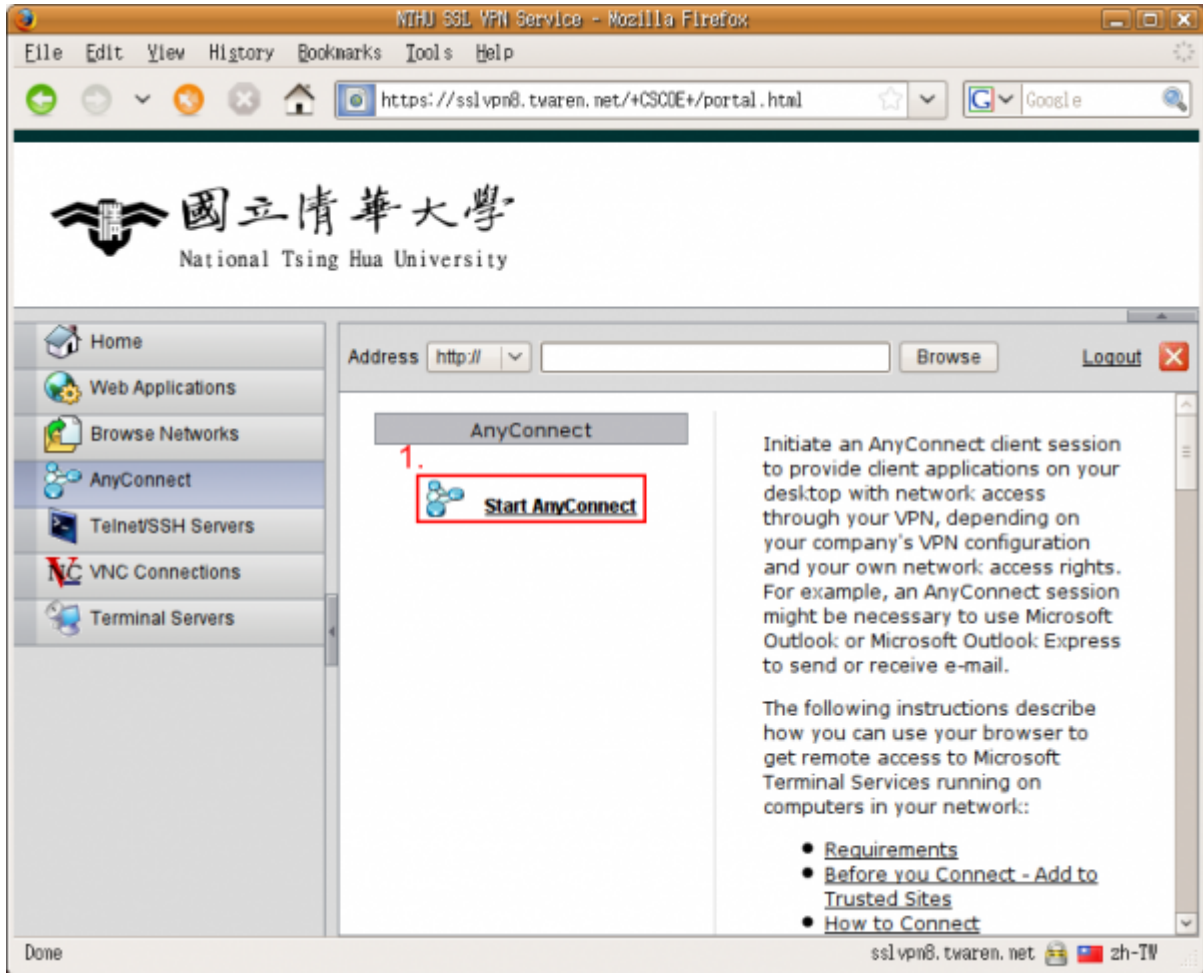 NTHU SSL VPN Service - Mozilla Firefox
File Edit View History Bookmarks Tools Help
https://sslvpn8.twaren.net/+CSCOE+/portal.html
G Google
國立清華大學
National Tsing Hua University
Home
Web Applications
Browse Networks
AnyConnect
Telnet/SSH Servers
VNC VNC Connections
Terminal Servers
Address http:// Browse Logout
AnyConnect
1.
Start AnyConnect
Initiate an AnyConnect client session
to provide client applications on your
desktop with network access
through your VPN, depending on
your company's VPN configuration
and your own network access rights.
For example, an AnyConnect session
might be necessary to use Microsoft
Outlook or Microsoft Outlook Express
to send or receive e-mail.
The following instructions describe
how you can use your browser to
get remote access to Microsoft
Terminal Services running on
computers in your network:
Requirements
Before you Connect - Add to
Trusted Sites
How to Connect
Done
sslvpn8.twaren.net zh-TW